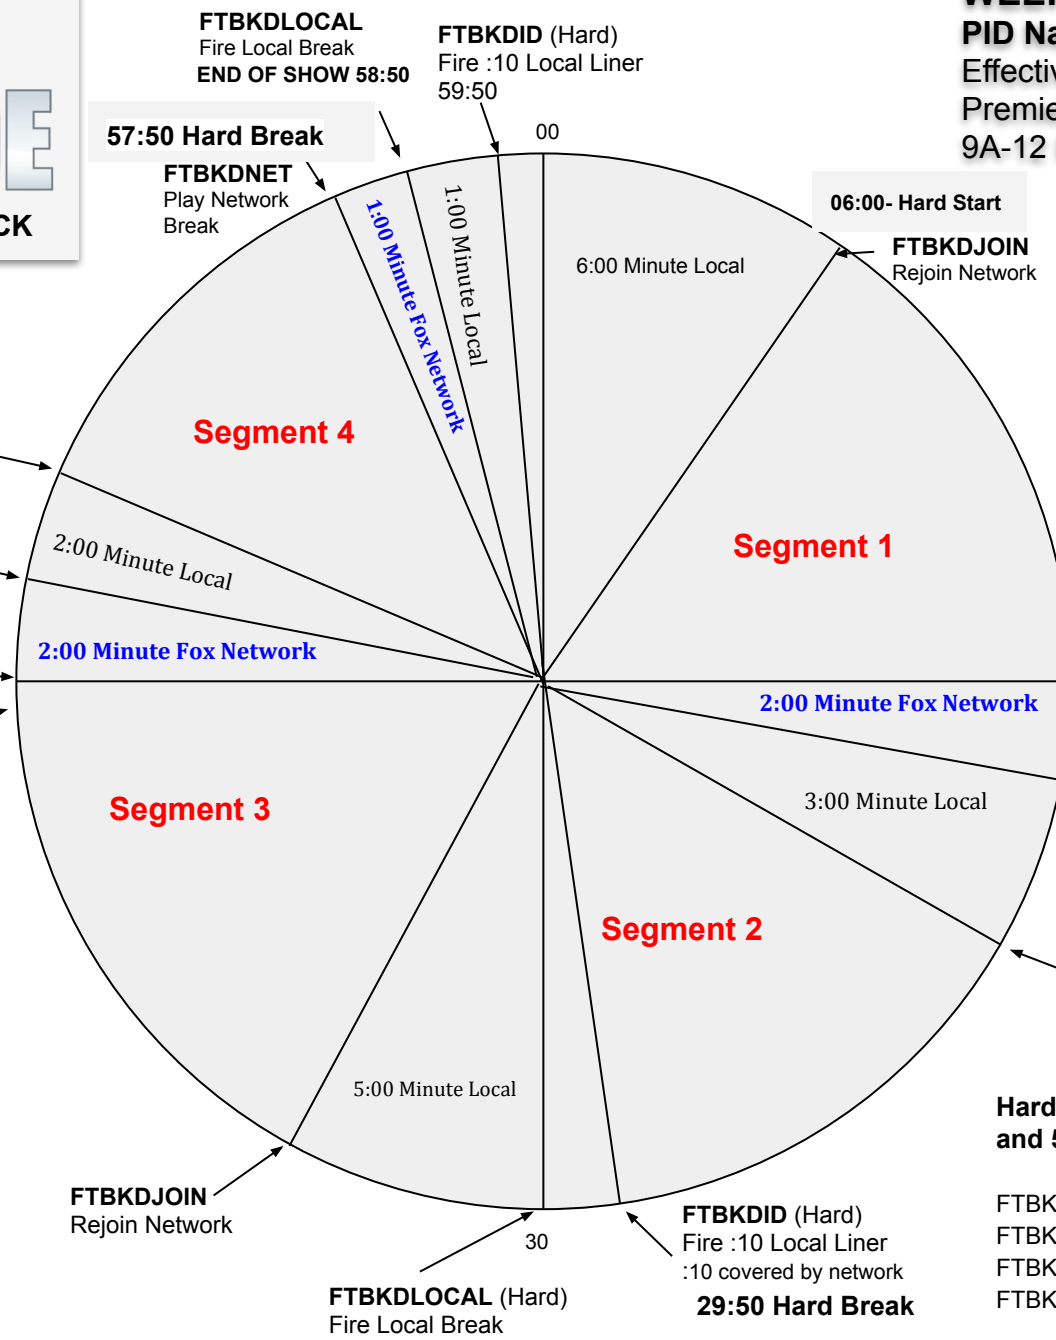 FTBKDLOCAL
Fire Local Break
END OF SHOW 58:50
FTBKDID (Hard)
Fire :10 Local Liner
59:50
PID
Premie
9A-12
57:50 Hard Break
00
FTBKDNET
Play Network
Break
06:00- Hard Start
FTBKDJOIN
Rejoin Network
CK
1:00 Minute Fox Network
1:00 Minute Local
6:00 Minute Local
Segment 4
Segment 1
2:00 Minute Local
2:00 Minute Fox Network
2:00 Minute Fox Network
3:00 Minute Local
Segment 3
Segment 2
5:00 Minute Local
Hard
and 5
FTBKDJOIN
Rejoin Network
30
FTBKDID (Hard)
Fire :10 Local Liner
:10 covered by network
29:50 Hard Break
FTBK
FTBK
FTBK
FTBK
FTBKDLOCAL (Hard)
Fire Local Break